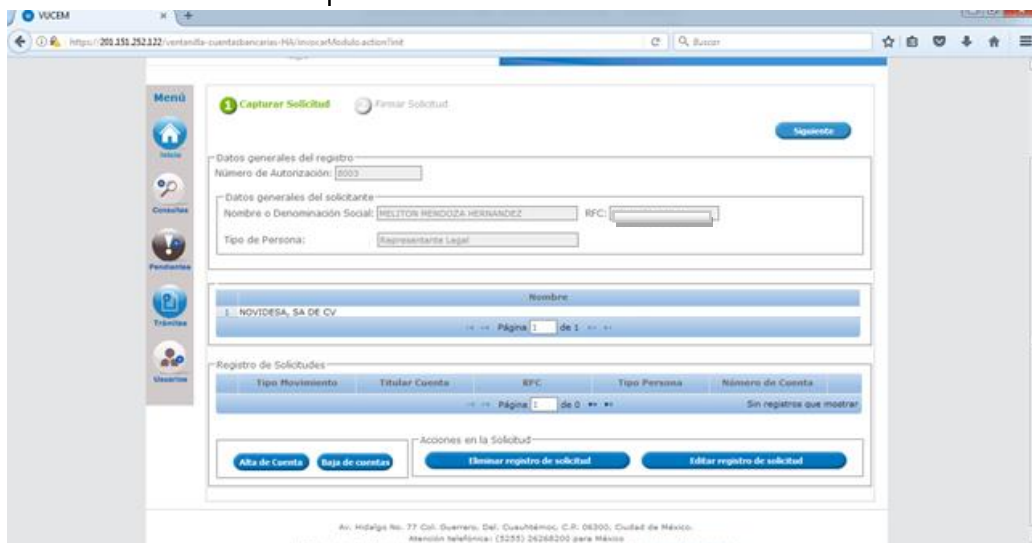 VUCEM
https://201.151.252.122/ventanilla-cuentasbancarias-HA/invocarModulo.action?init
Buscar
Menú
Inicio
Consultas
Pendientes
Trámites
Usuarios
1 Capturar Solicitud
Firmar Solicitud
Siguiente
Datos generales del registro
Número de Autorización: 8003
Datos generales del solicitante
Nombre o Denominación Social: MELITON MENDOZA HERNANDEZ RFC:
Tipo de Persona: Representante Legal
Nombre
1 NOVIDESA, SA DE CV
Página 1 de 1
Registro de Solicitudes
Tipo Movimiento Titular Cuenta RFC Tipo Persona Número de Cuenta
Página 1 de 0 Sin registros que mostrar
Acciones en la Solicitud
Alta de Cuenta Baja de cuentas Eliminar registro de solicitud Editar registro de solicitud
Av. Hidalgo No. 77 Col. Guerrero, Del. Cuauhtémoc, C.P. 06300, Ciudad de México.
Atención telefónica: (5255) 26268200 para México